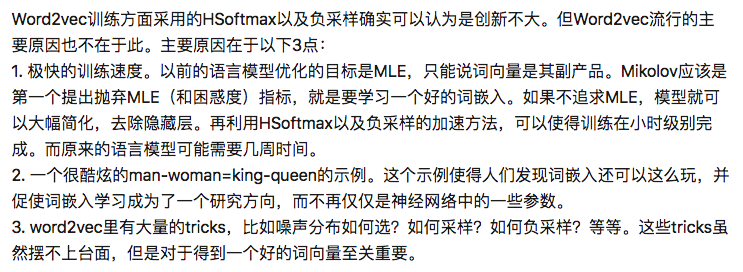 Word2vec训练方面采用的HSoftmax以及负采样确实可以认为是创新不大。但Word2vec流行的主
要原因也不在于此。主要原因在于以下3点：
1. 极快的训练速度。以前的语言模型优化的目标是MLE，只能说词向量是其副产品。Mikolov应该是
第一个提出抛弃MLE（和困惑度）指标，就是要学习一个好的词嵌入。如果不追求MLE，模型就可
以大幅简化，去除隐藏层。再利用HSoftmax以及负采样的加速方法，可以使得训练在小时级别完
成。而原来的语言模型可能需要几周时间。
2. 一个很酷炫的man-woman=king-queen的示例。这个示例使得人们发现词嵌入还可以这么玩，并
促使词嵌入学习成为了一个研究方向，而不再仅仅是神经网络中的一些参数。
3. word2vec里有大量的tricks，比如噪声分布如何选？如何采样？如何负采样？等等。这些tricks虽
然摆不上台面，但是对于得到一个好的词向量至关重要。